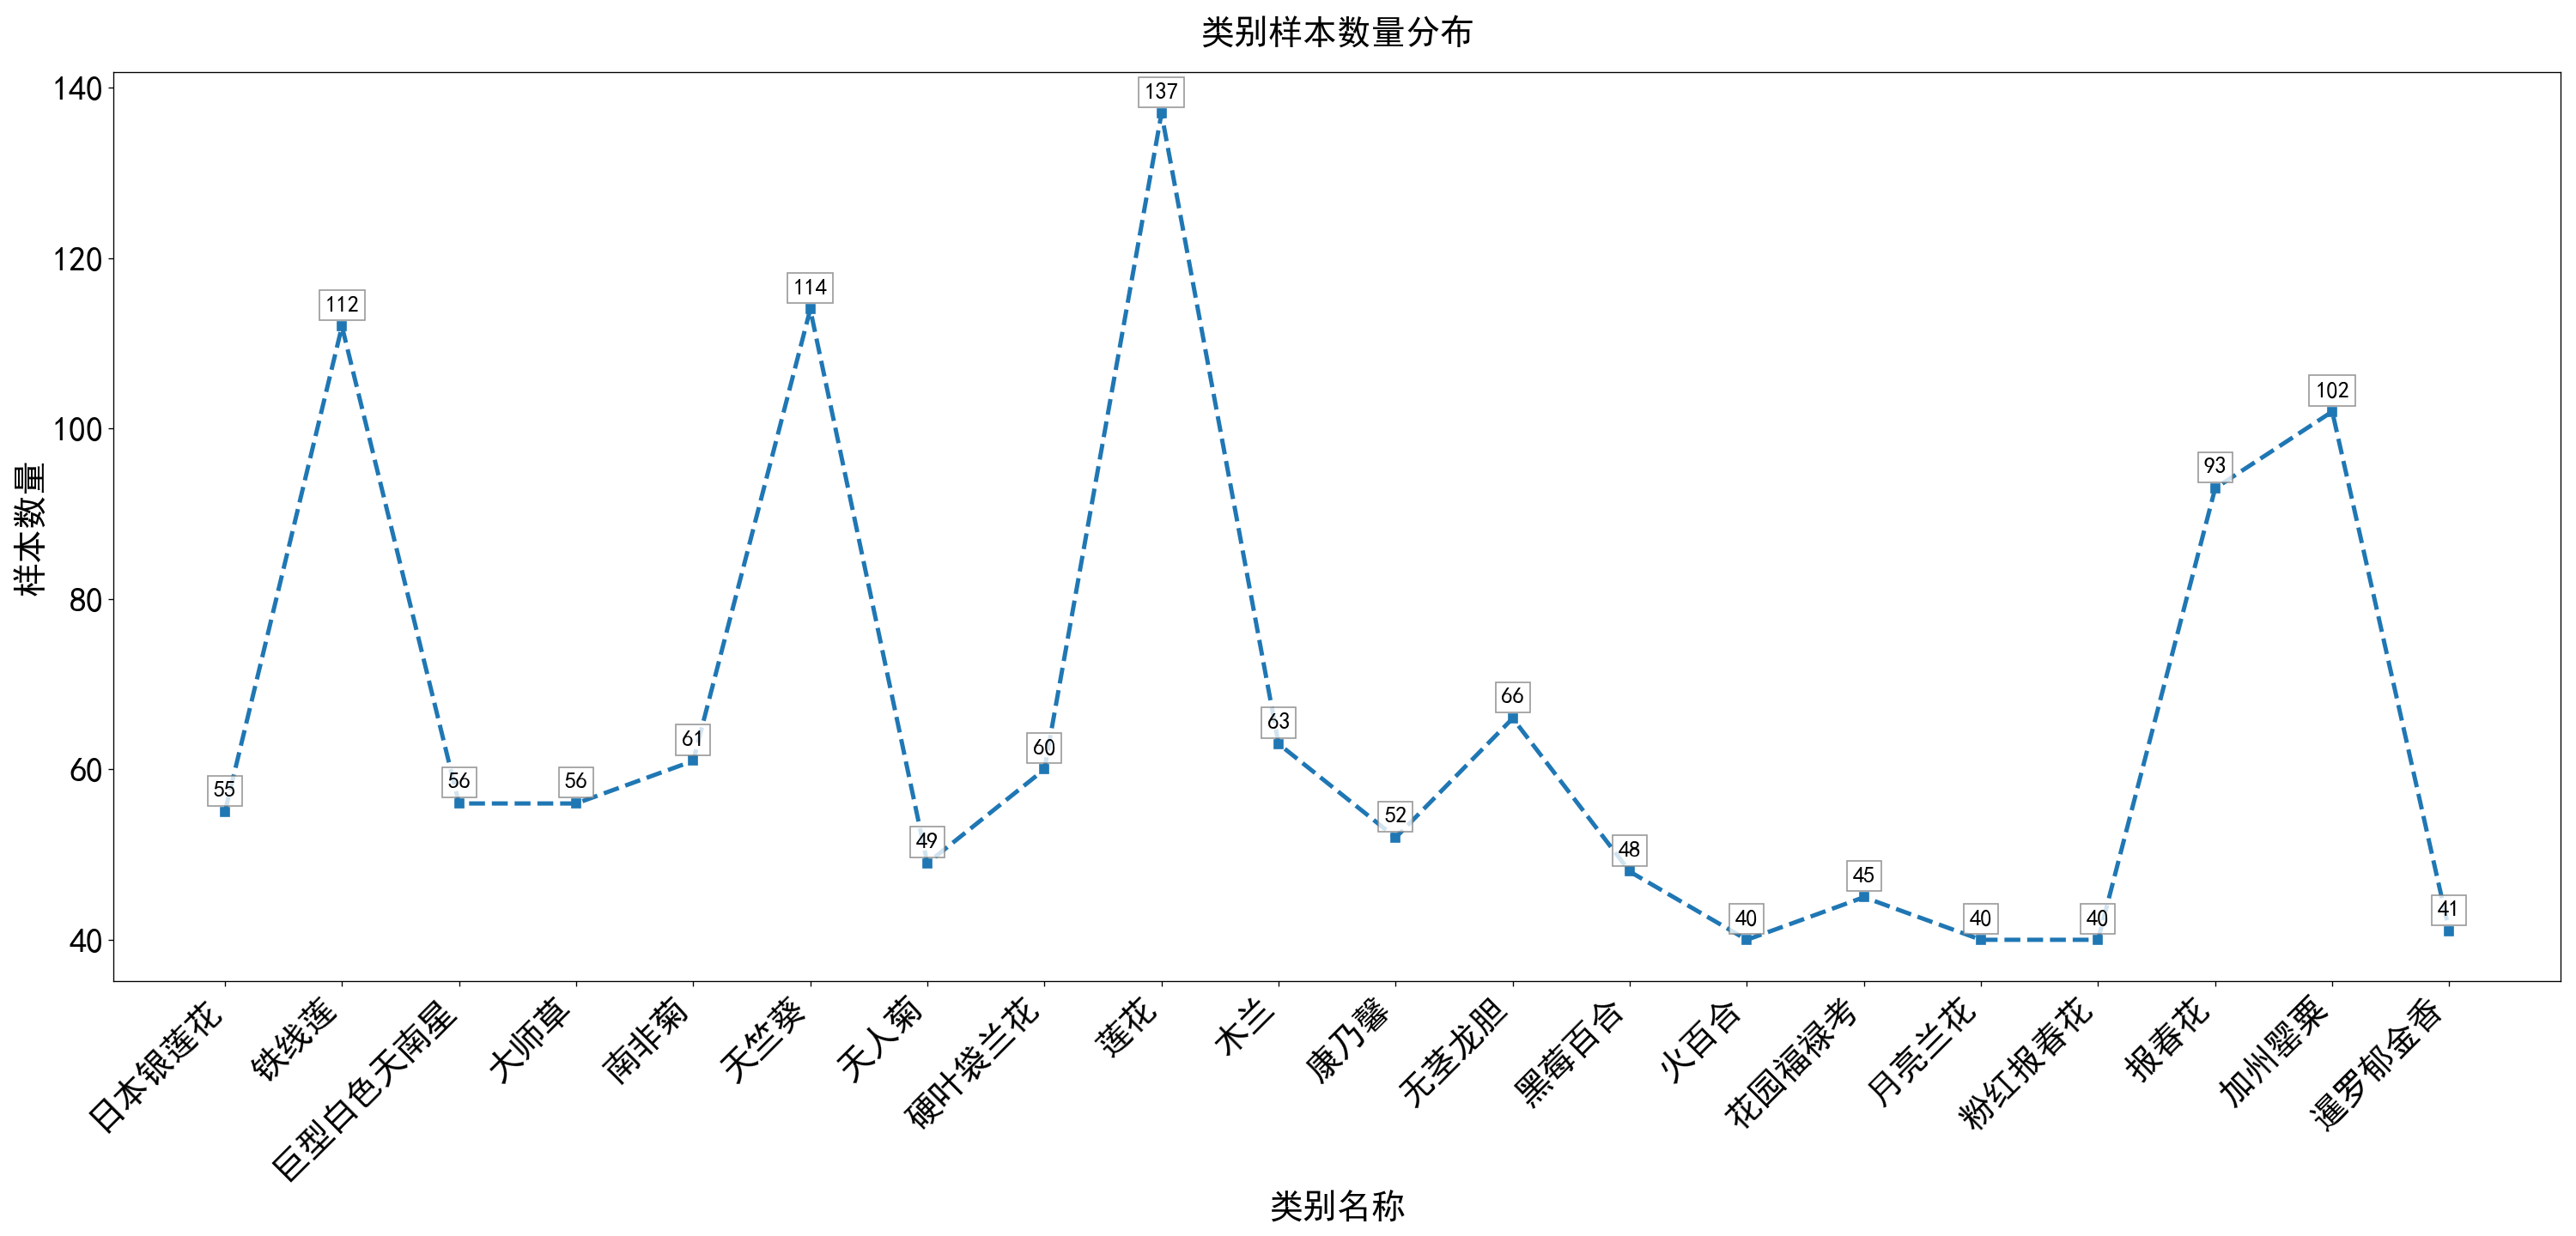 类别样本数量分布
样本数量
140
120
100
80
60
40
55
112
56
56
61
114
49
60
137
63
52
66
48
40
45
40
40
93
102
41
日本银莲花
铁线莲
巨型白色天南星
大师草
南非菊
天竺葵
天人菊
硬叶袋兰花
莲花
木兰
康乃馨
无茎龙胆
黑莓百合
火百合
花园福禄考
月亮兰花
粉红报春花
报春花
加州罂粟
暹罗郁金香
类别名称